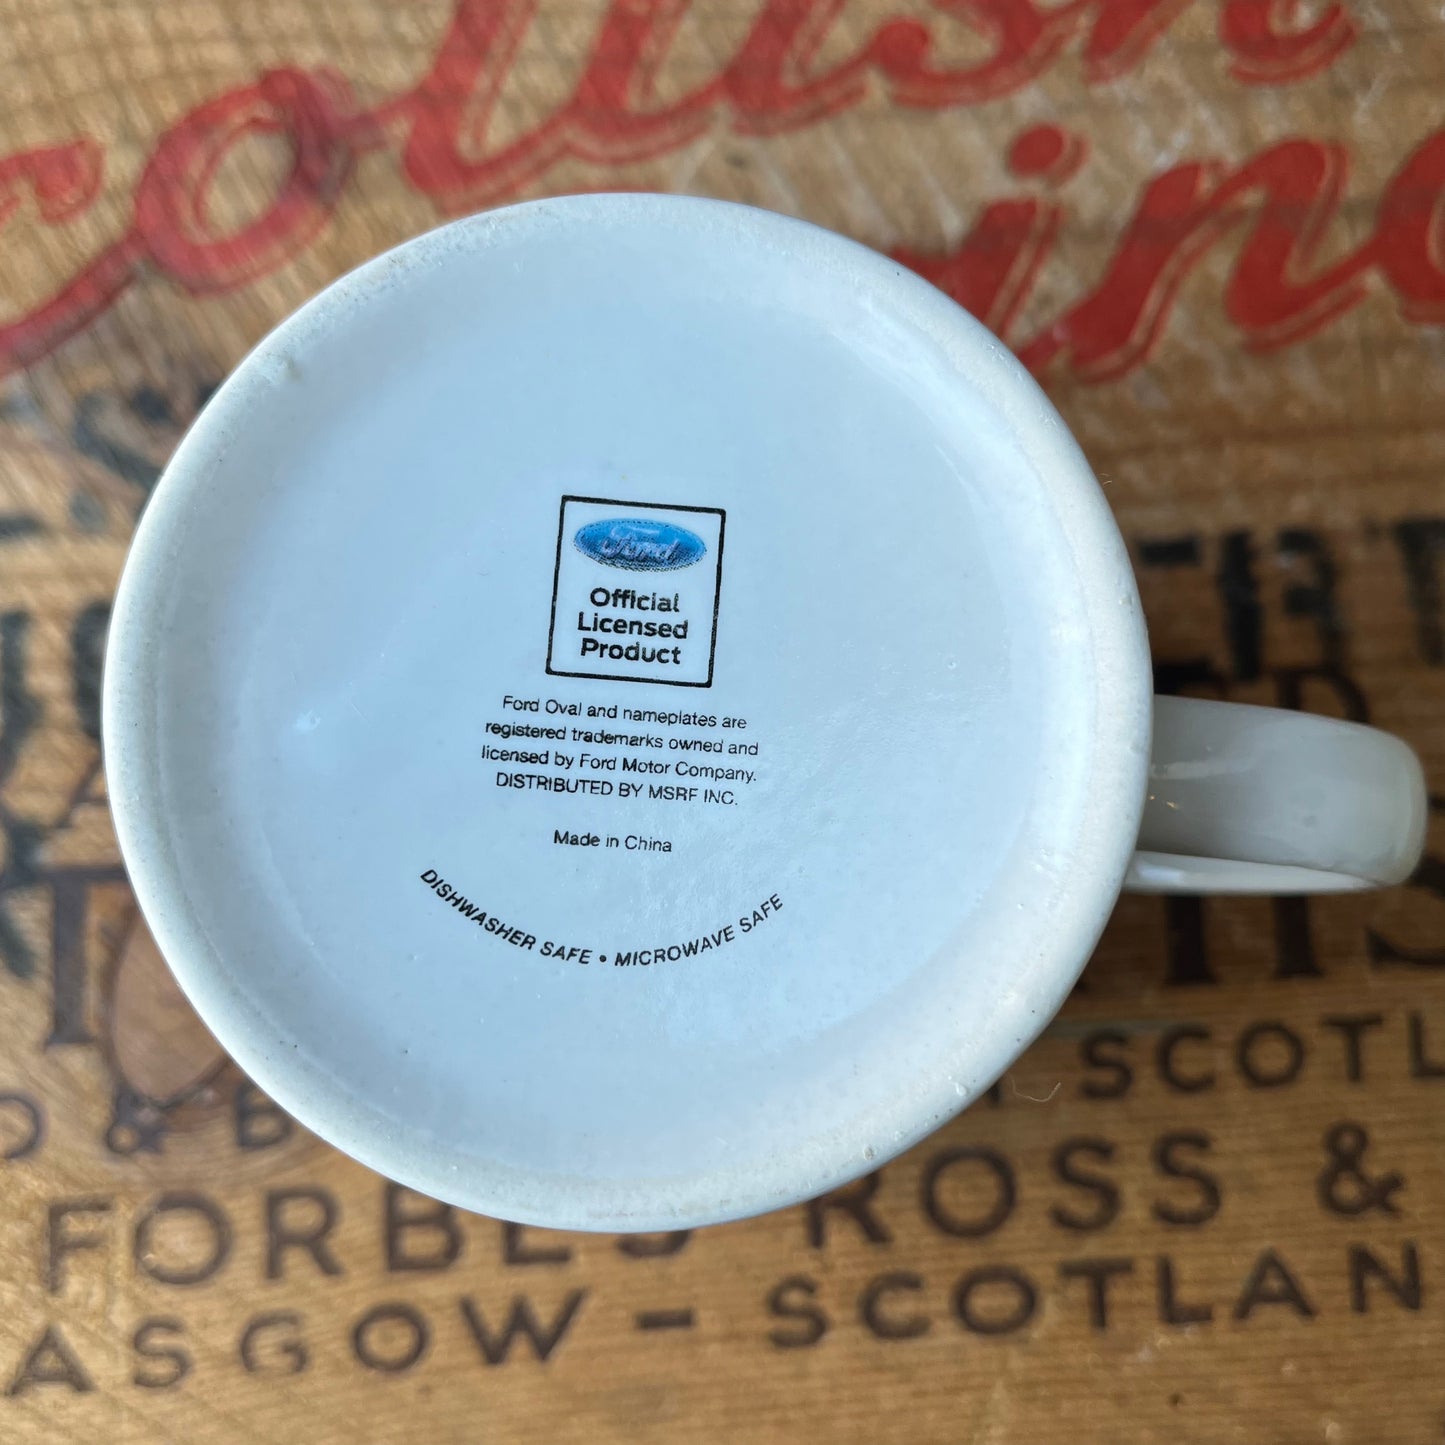 Ford
Official
Licensed
Product
Ford Oval and nameplates are
registered trademarks owned and
licensed by Ford Motor Company.
DISTRIBUTED BY MSRF INC.
Made in China
DISHWASHER SAFE • MICROWAVE SAFE
SCOTL
FORBES ROSS &
ASGOW - SCOTLAN